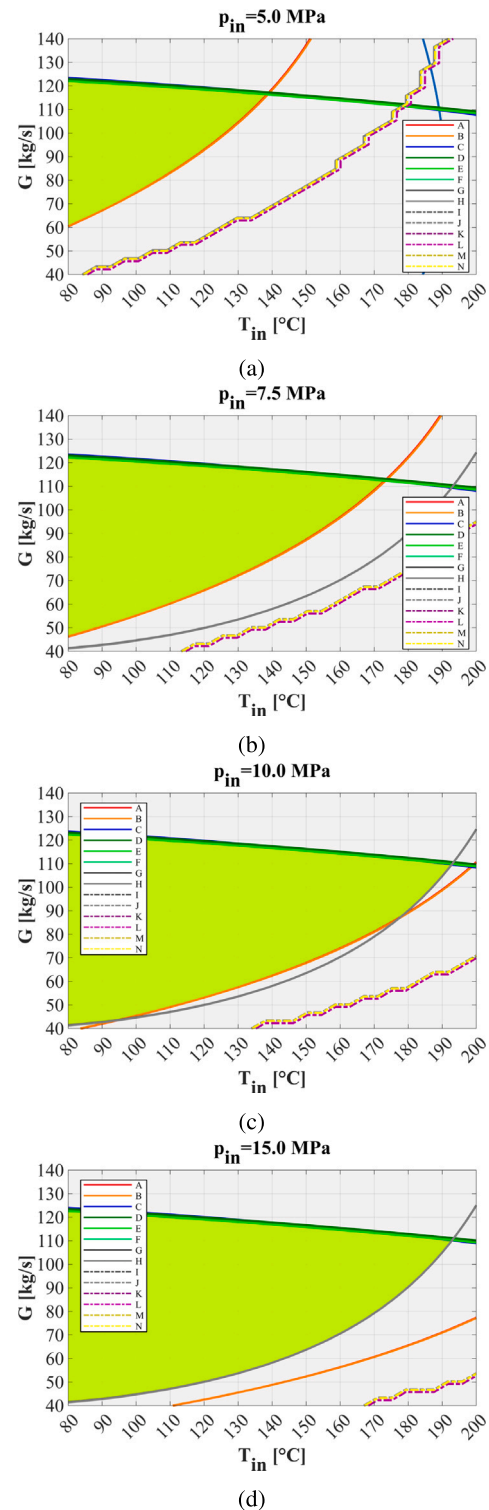 p_in=5.0 MPa
G [kg/s]
140
130
120
110
100
90
80
70
60
50
40
A
B
C
D
E
F
G
H
I
J
K
L
M
N
80 90 100 110 120 130 140 150 160 170 180 190 200
T_in [°C]
(a)
p_in=7.5 MPa
G [kg/s]
140
130
120
110
100
90
80
70
60
50
40
A
B
C
D
E
F
G
H
I
J
K
L
M
N
80 90 100 110 120 130 140 150 160 170 180 190 200
T_in [°C]
(b)
p_in=10.0 MPa
G [kg/s]
140
130
120
110
100
90
80
70
60
50
40
A
B
C
D
E
F
G
H
I
J
K
L
M
N
80 90 100 110 120 130 140 150 160 170 180 190 200
T_in [°C]
(c)
p_in=15.0 MPa
G [kg/s]
140
130
120
110
100
90
80
70
60
50
40
A
B
C
D
E
F
G
H
I
J
K
L
M
N
80 90 100 110 120 130 140 150 160 170 180 190 200
T_in [°C]
(d)